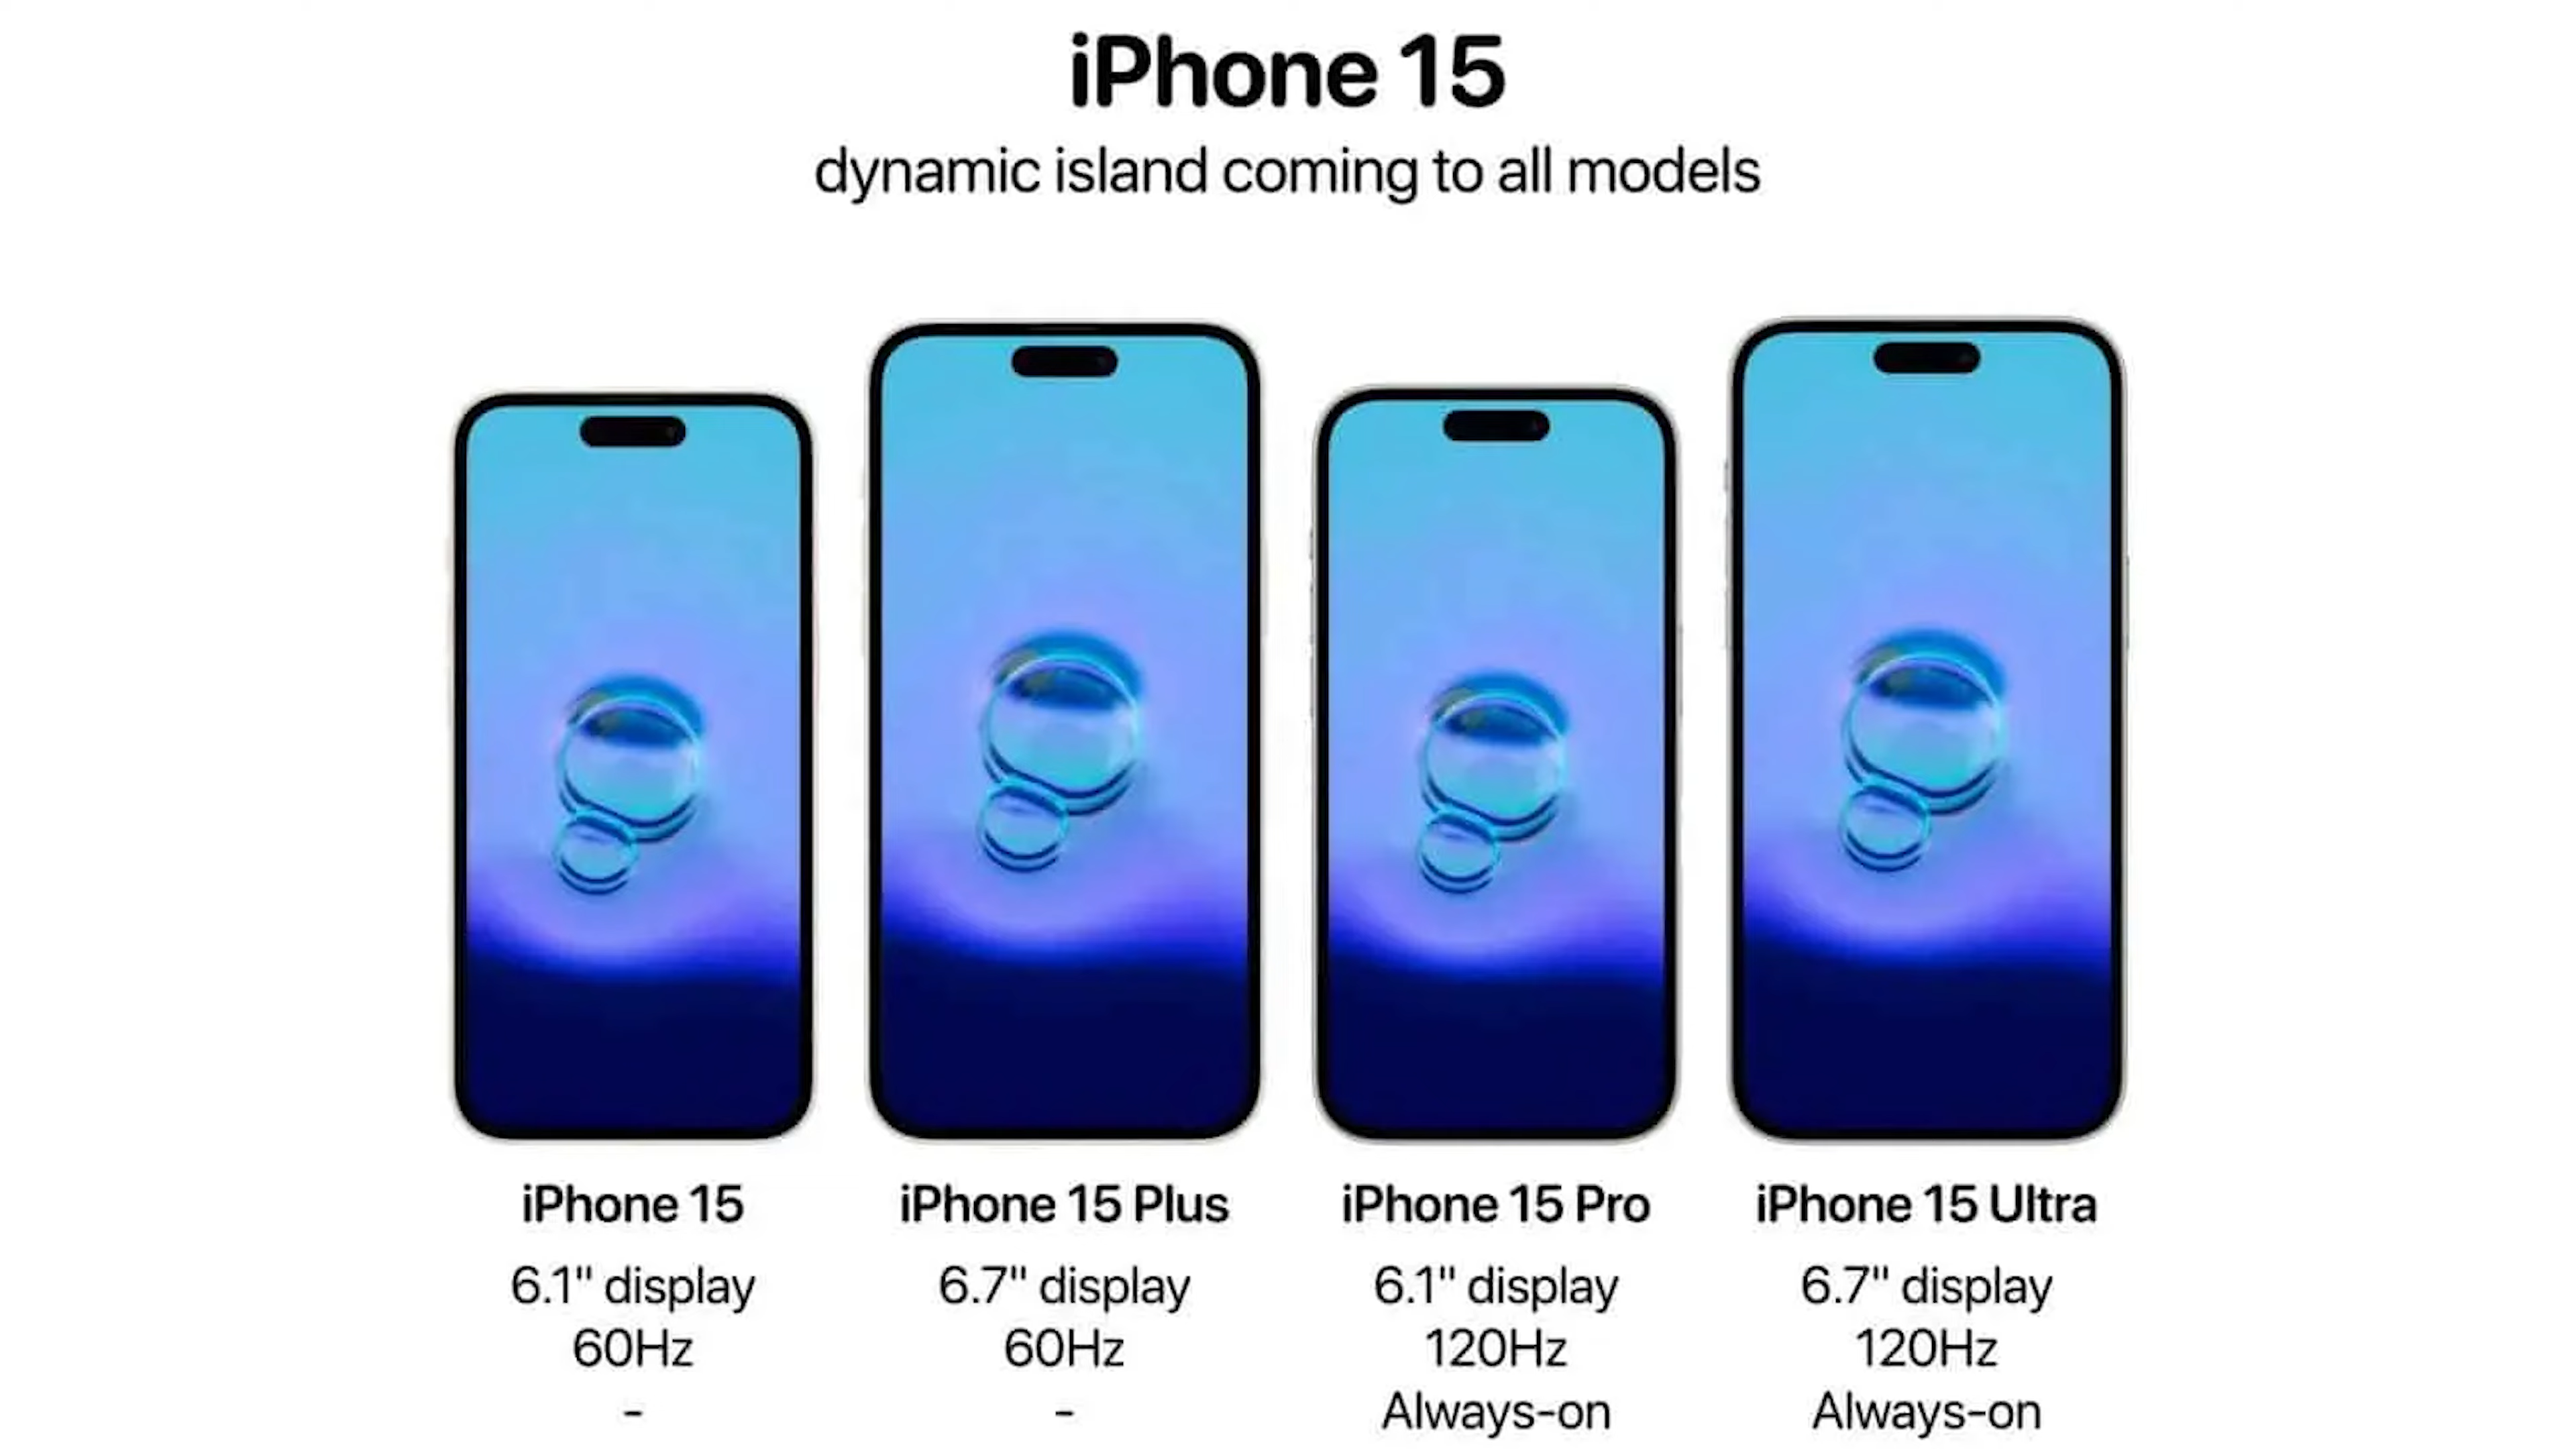 iPhone 15
dynamic island coming to all models
iPhone 15
6.1" display
60Hz
-
iPhone 15 Plus
6.7" display
60Hz
-
iPhone 15 Pro
6.1" display
120Hz
Always-on
iPhone 15 Ultra
6.7" display
120Hz
Always-on